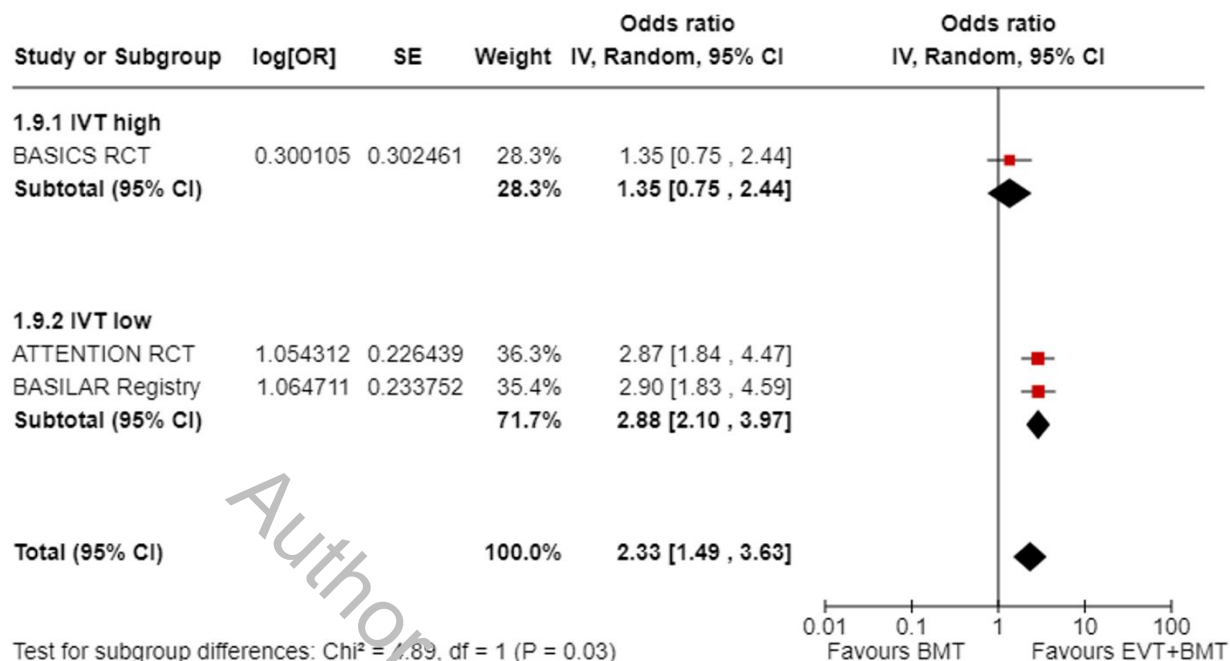 Odds ratio Odds ratio
Study or Subgroup log[OR] SE Weight IV, Random, 95% CI IV, Random, 95% CI
1.9.1 IVT high
BASICS RCT 0.300105 0.302461 28.3% 1.35 [0.75 , 2.44]
Subtotal (95% CI) 28.3% 1.35 [0.75 , 2.44]
1.9.2 IVT low
ATTENTION RCT 1.054312 0.226439 36.3% 2.87 [1.84 , 4.47]
BASILAR Registry 1.064711 0.233752 35.4% 2.90 [1.83 , 4.59]
Subtotal (95% CI) 71.7% 2.88 [2.10 , 3.97]
Author
Total (95% CI) 100.0% 2.33 [1.49 , 3.63]
0.01 0.1 1 10 100
Test for subgroup differences: Chi² = 4.89, df = 1 (P = 0.03) Favours BMT Favours EVT+BMT